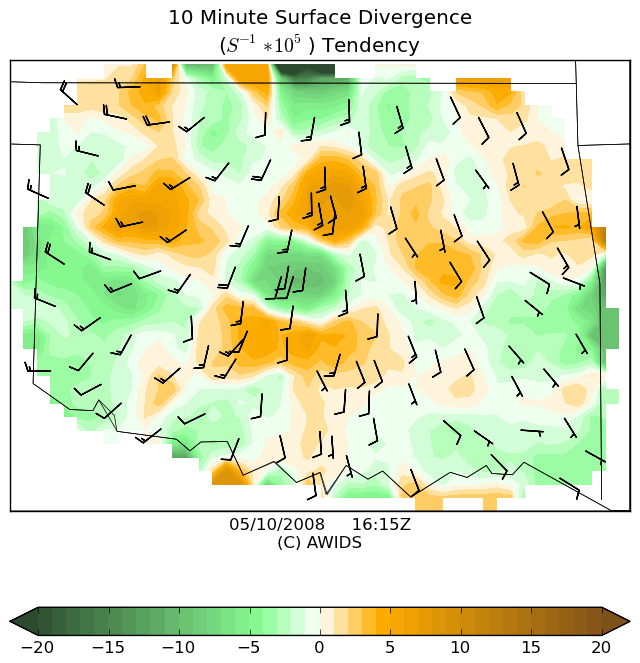 10 Minute Surface Divergence
(S⁻¹ *10⁵ ) Tendency
05/10/2008 16:15Z
(C) AWIDS
−20 −15 −10 −5 0 5 10 15 20